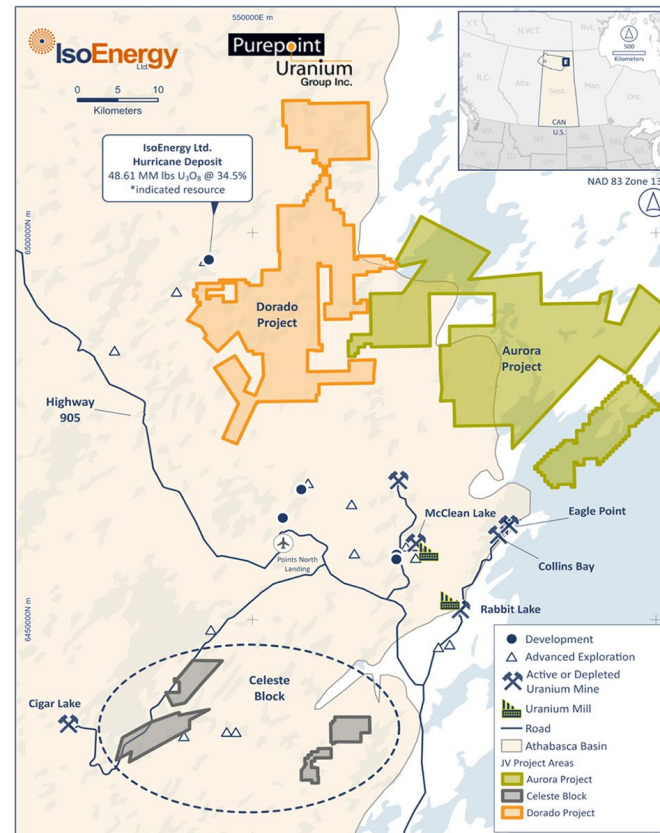 550000E m
IsoEnergy
Ltd.
Purepoint
Uranium
Group Inc.
0 5 10
Kilometers
IsoEnergy Ltd.
Hurricane Deposit
48.61 MM lbs U₃O₈ @ 34.5%
*indicated resource
Y.T.
N.W.T.
500
Kilometers
B.C.
Alta.
Sask.
Man.
Ont.
CAN
U.S.
WA
NAD 83 Zone 13
6500000N m
Dorado
Project
Aurora
Project
Highway
905
McClean Lake
Eagle Point
Points North
Landing
Collins Bay
Rabbit Lake
6450000N m
Celeste
Block
Cigar Lake
Development
Advanced Exploration
Active or Depleted
Uranium Mine
Uranium Mill
Road
Athabasca Basin
JV Project Areas
Aurora Project
Celeste Block
Dorado Project